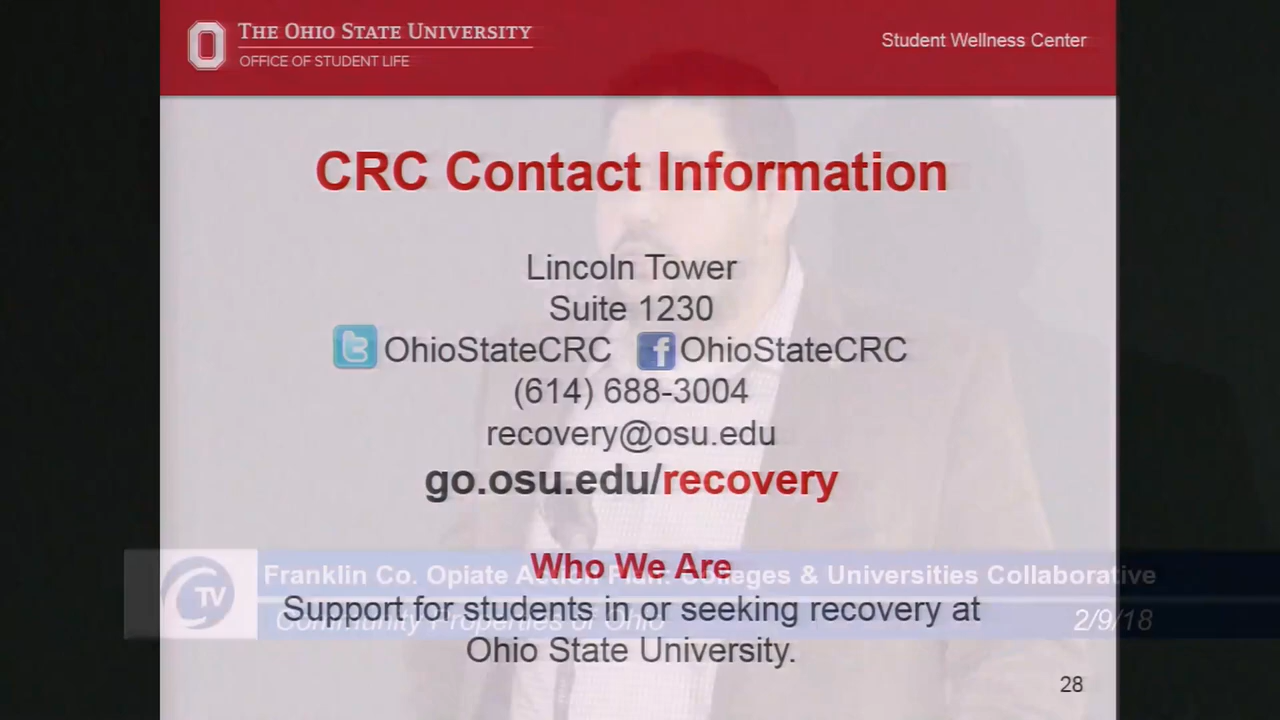 THE OHIO STATE UNIVERSITY
OFFICE OF STUDENT LIFE
Student Wellness Center
CRC Contact Information
Lincoln Tower
Suite 1230
OhioStateCRC OhioStateCRC
(614) 688-3004
recovery@osu.edu
go.osu.edu/recovery
Who We Are
Franklin Co. Opiate Action Plan: Colleges & Universities Collaborative
TV
Support for students in or seeking recovery at
Community Properties of Ohio 2/9/18
Ohio State University.
28